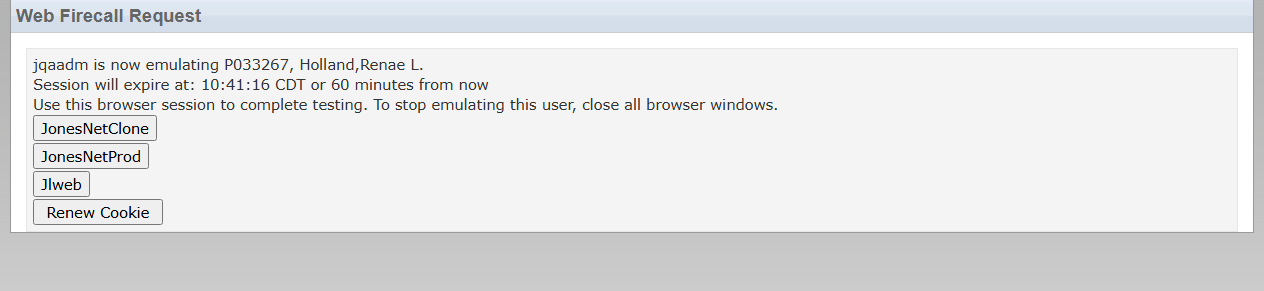 Web Firecall Request
jqaadm is now emulating P033267, Holland,Renae L.
Session will expire at: 10:41:16 CDT or 60 minutes from now
Use this browser session to complete testing. To stop emulating this user, close all browser windows.
JonesNetClone
JonesNetProd
Jlweb
Renew Cookie